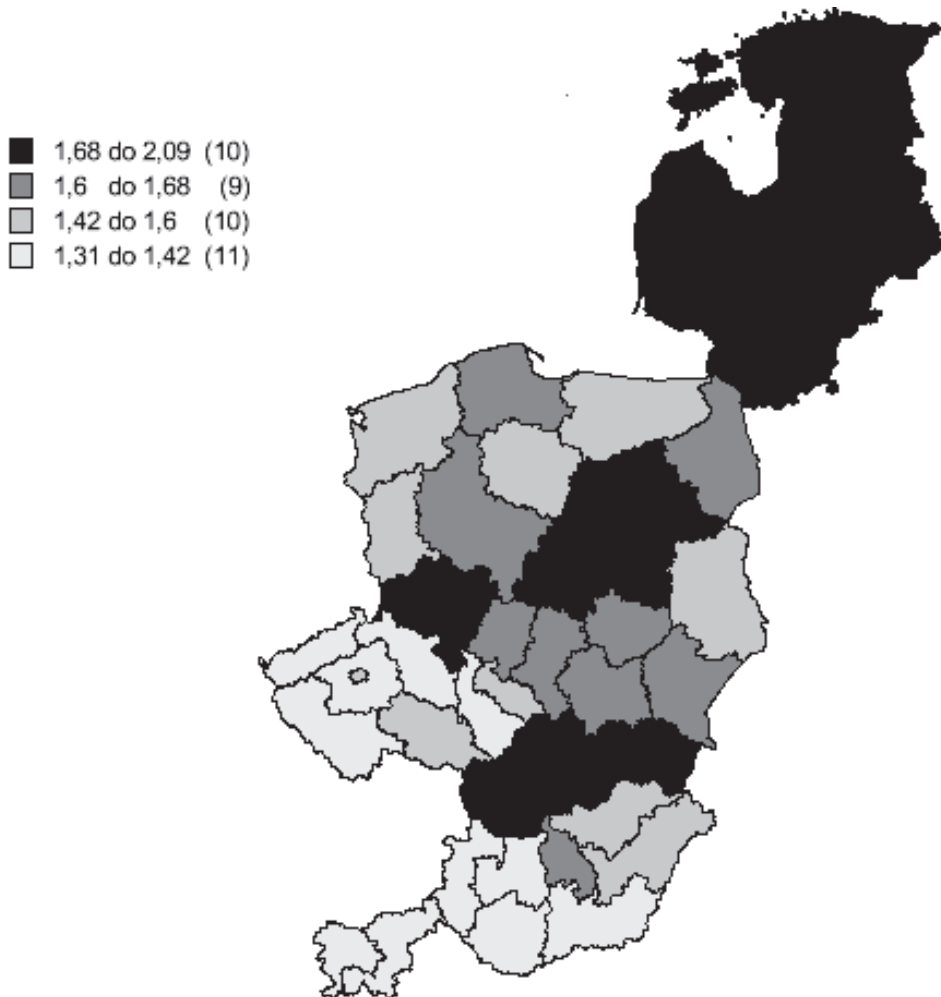 1,68 do 2,09 (10)
1,6 do 1,68 (9)
1,42 do 1,6 (10)
1,31 do 1,42 (11)